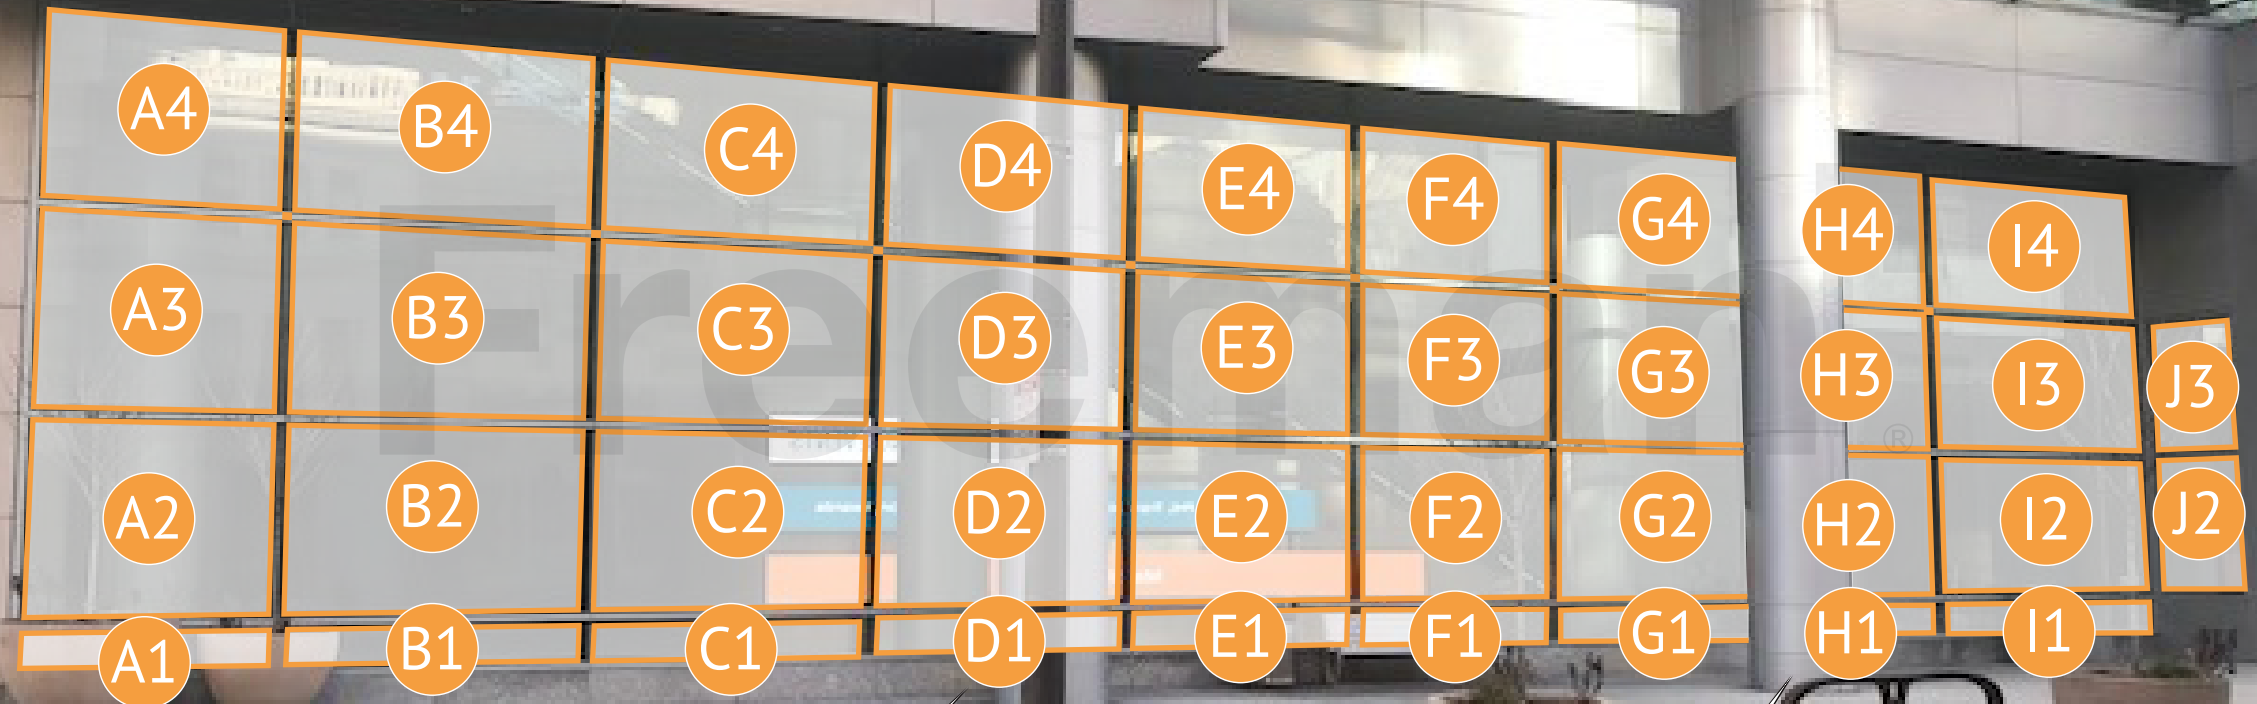 A4 B4 C4 D4 E4 F4 G4 H4 I4
A3 B3 C3 D3 E3 F3 G3 H3 I3 J3
Freeman®
A2 B2 C2 D2 E2 F2 G2 H2 I2 J2
A1 B1 C1 D1 E1 F1 G1 H1 I1